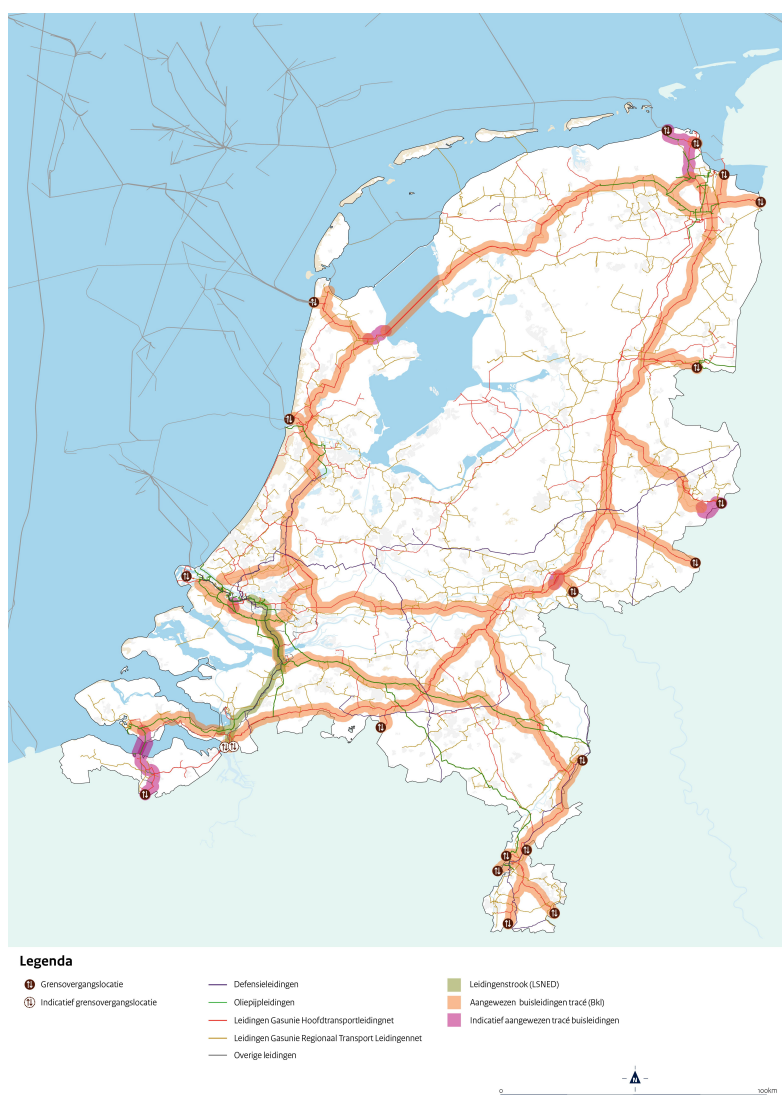 Legenda
Grensovergangslocatie
Indicatief grensovergangslocatie
Defensieleidingen
Oliepijpleidingen
Leidingen Gasunie Hoofdtransportleidingnet
Leidingen Gasunie Regionaal Transport Leidingennet
Overige leidingen
Leidingenstrook (LSNED)
Aangewezen buisleidingen tracé (Bkl)
Indicatief aangewezen tracé buisleidingen
0
100km